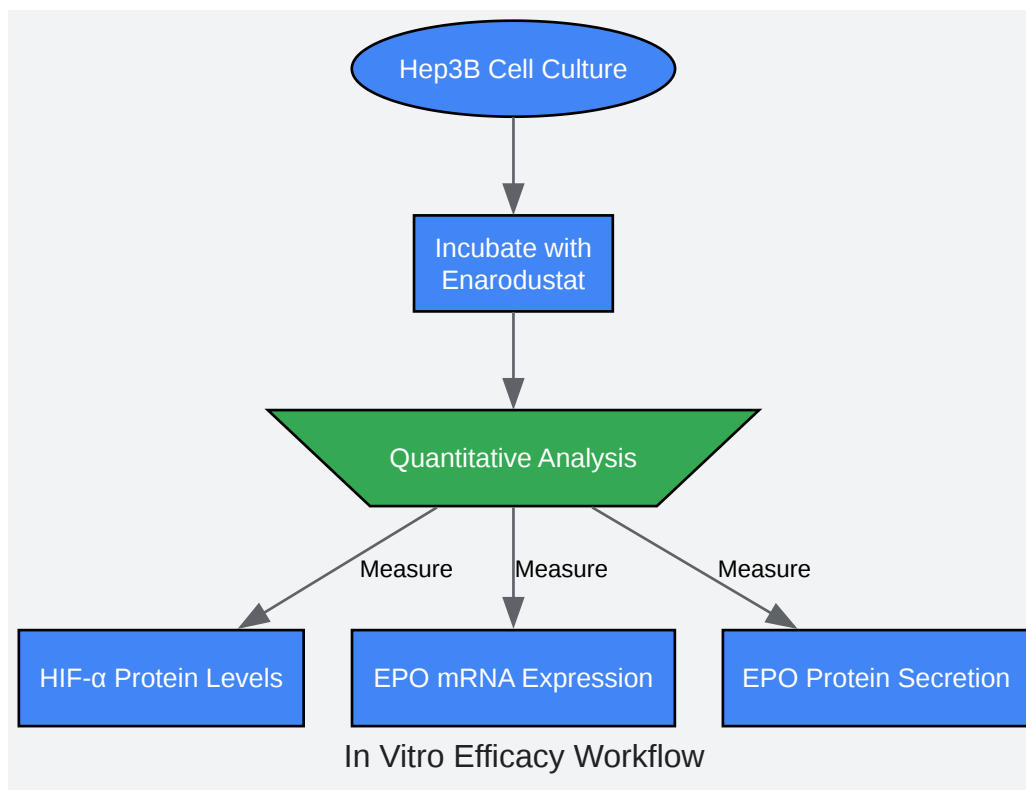 Hep3B Cell Culture
Incubate with
Enarodustat
Quantitative Analysis
Measure
Measure
Measure
HIF-α Protein Levels
EPO mRNA Expression
EPO Protein Secretion
In Vitro Efficacy Workflow